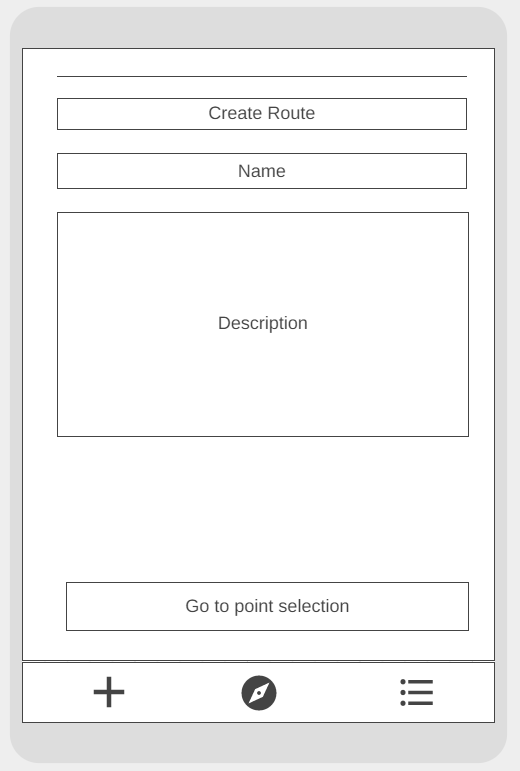 Create Route
Name
Description
Go to point selection